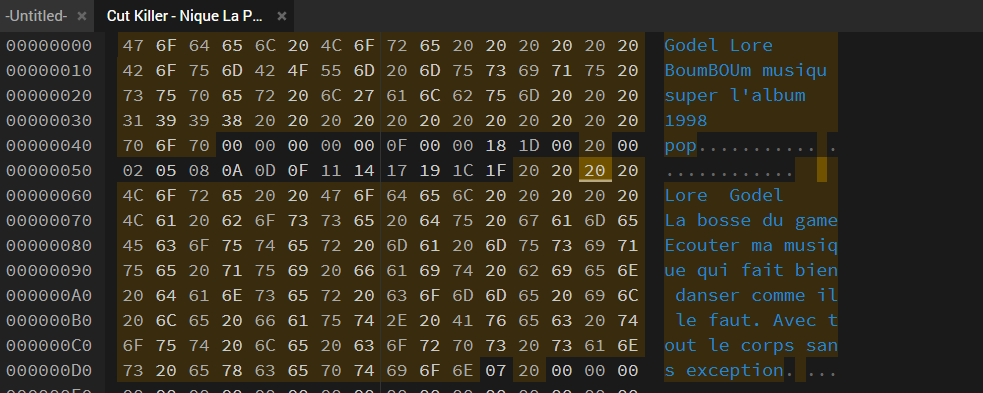 -Untitled- × Cut Killer - Nique La P... ×
00000000 47 6F 64 65 6C 20 4C 6F 72 65 20 20 20 20 20 20 Godel Lore
00000010 42 6F 75 6D 42 4F 55 6D 20 6D 75 73 69 71 75 20 BoumBOUm musiqu
00000020 73 75 70 65 72 20 6C 27 61 6C 62 75 6D 20 20 20 super l'album
00000030 31 39 39 38 20 20 20 20 20 20 20 20 20 20 20 20 1998
00000040 70 6F 70 00 00 00 00 00 0F 00 00 18 1D 00 20 00 pop........... .
00000050 02 05 08 0A 0D 0F 11 14 17 19 1C 1F 20 20 20 20 ............
00000060 4C 6F 72 65 20 20 47 6F 64 65 6C 20 20 20 20 20 Lore  Godel
00000070 4C 61 20 62 6F 73 73 65 20 64 75 20 67 61 6D 65 La bosse du game
00000080 45 63 6F 75 74 65 72 20 6D 61 20 6D 75 73 69 71 Ecouter ma musiq
00000090 75 65 20 71 75 69 20 66 61 69 74 20 62 69 65 6E ue qui fait bien
000000A0 20 64 61 6E 73 65 72 20 63 6F 6D 6D 65 20 69 6C danser comme il
000000B0 20 6C 65 20 66 61 75 74 2E 20 41 76 65 63 20 74 le faut. Avec t
000000C0 6F 75 74 20 6C 65 20 63 6F 72 70 73 20 73 61 6E out le corps san
000000D0 73 20 65 78 63 65 70 74 69 6F 6E 07 20 00 00 00 s exception. ...